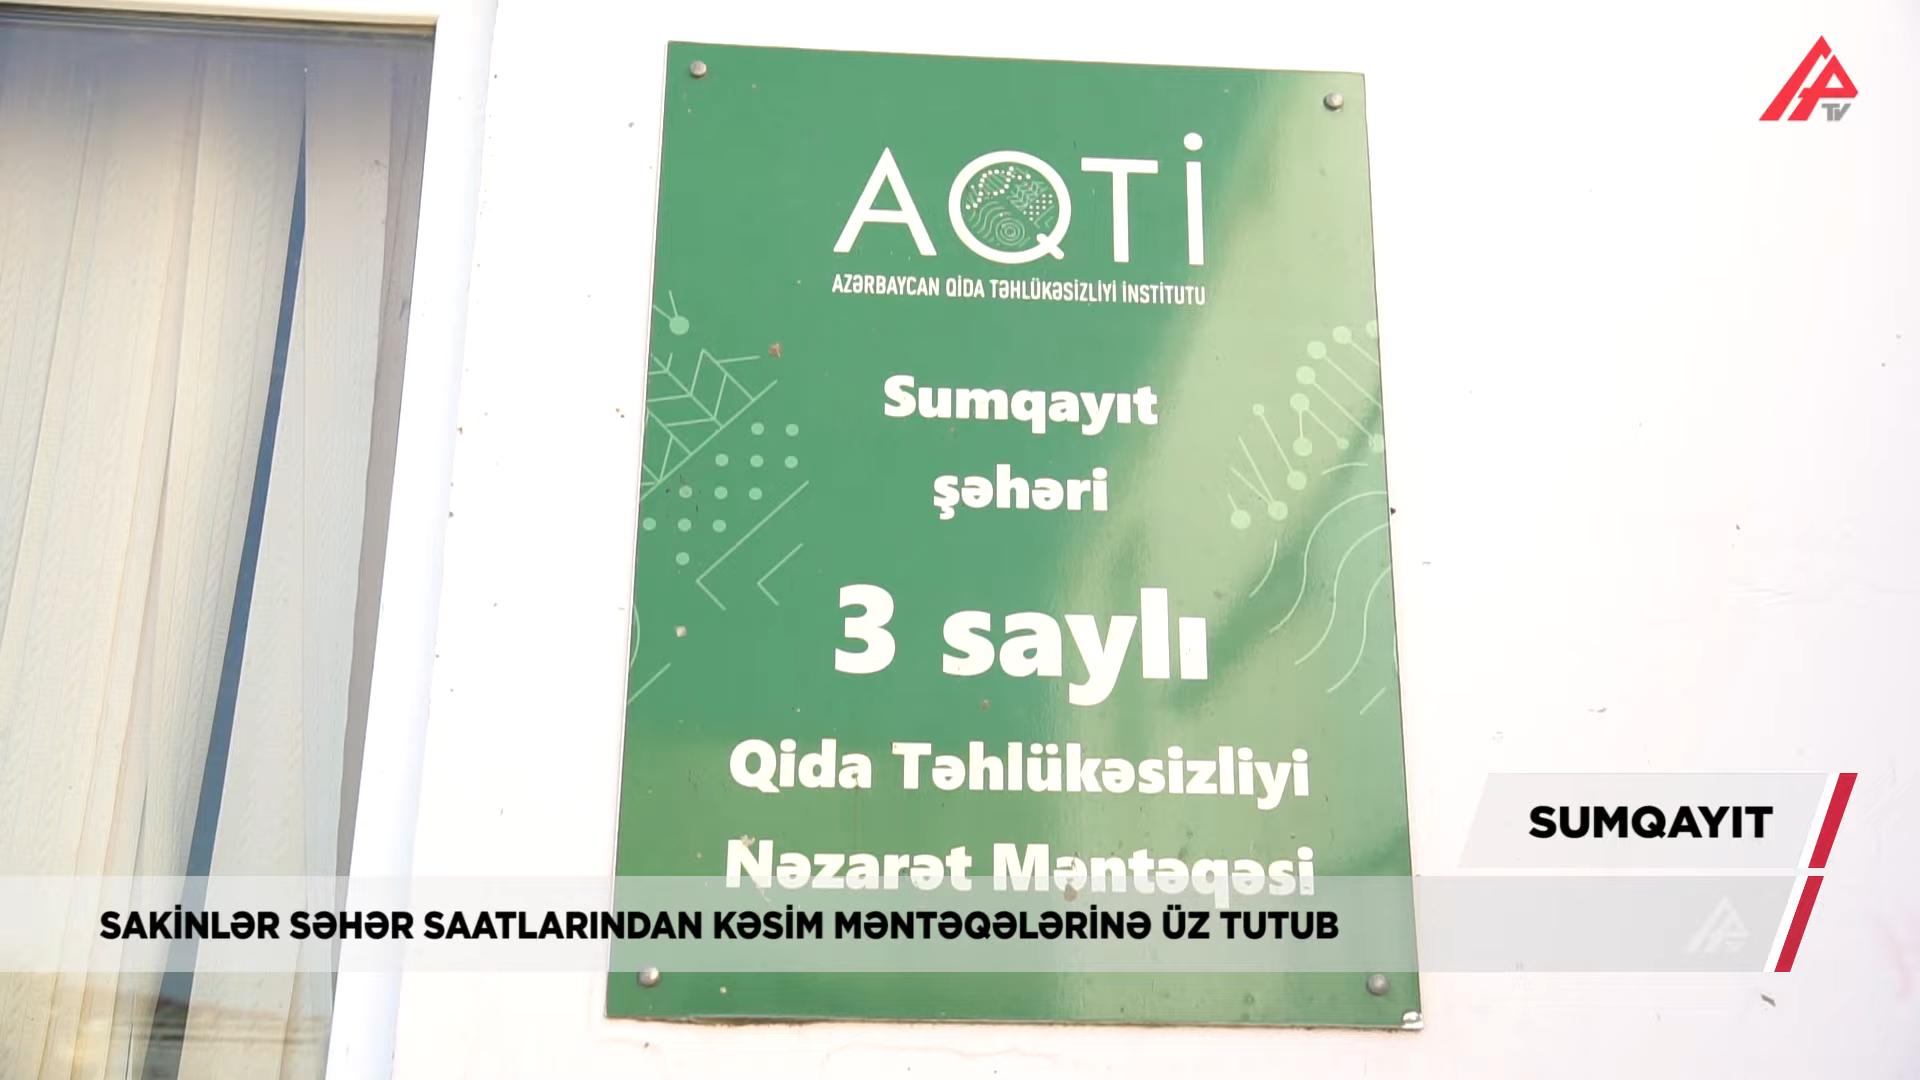 TV
AQTİ
AZƏRBAYCAN QİDA TƏHLÜKƏSİZLİYİ İNSTİTUTU
Sumqayıt
şəhəri
3 saylı
Qida Təhlükəsizliyi
Nəzarət Məntəqəsi
SUMQAYIT
SAKİNLƏR SƏHƏR SAATLARINDAN KƏSİM MƏNTƏQƏLƏRİNƏ ÜZ TUTUB